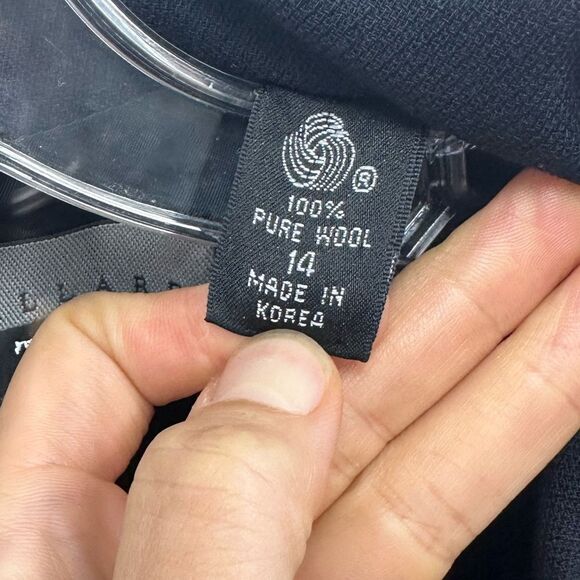 ®
100%
PURE WOOL
14
MADE IN
KOREA